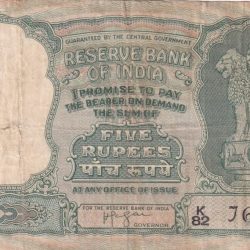 GUARANTEED BY THE CENTRAL GOVERNMENT
RESERVE BANK
OF INDIA
I PROMISE TO PAY
THE BEARER ON DEMAND
THE SUM OF
FIVE
RUPEES
पाँच रूपये
AT ANY OFFICE OF ISSUE
FOR THE RESERVE BANK OF INDIA
K
82
GOVERNOR